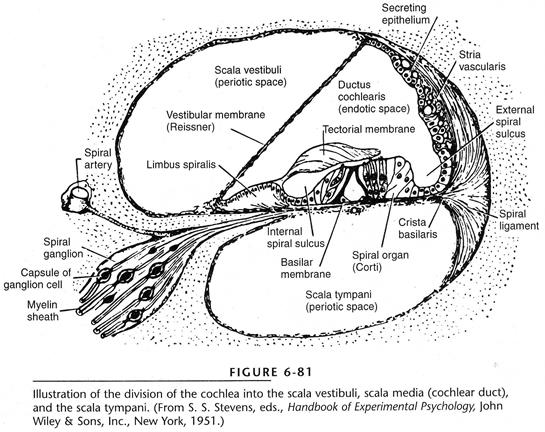 Secreting
epithelium
Stria
vascularis
Scala vestibuli
(periotic space)
Ductus
cochlearis
(endotic space)
External
spiral
sulcus
Vestibular membrane
(Reissner)
Tectorial membrane
Limbus spiralis
Spiral
artery
Spiral
ganglion
Capsule of
ganglion cell
Myelin
sheath
Internal
spiral sulcus
Basilar
membrane
Spiral organ
(Corti)
Crista
basilaris
Spiral
ligament
Scala tympani
(periotic space)
FIGURE 6-81
Illustration of the division of the cochlea into the scala vestibuli, scala media (cochlear duct),
and the scala tympani. (From S. S. Stevens, eds., Handbook of Experimental Psychology, John
Wiley & Sons, Inc., New York, 1951.)